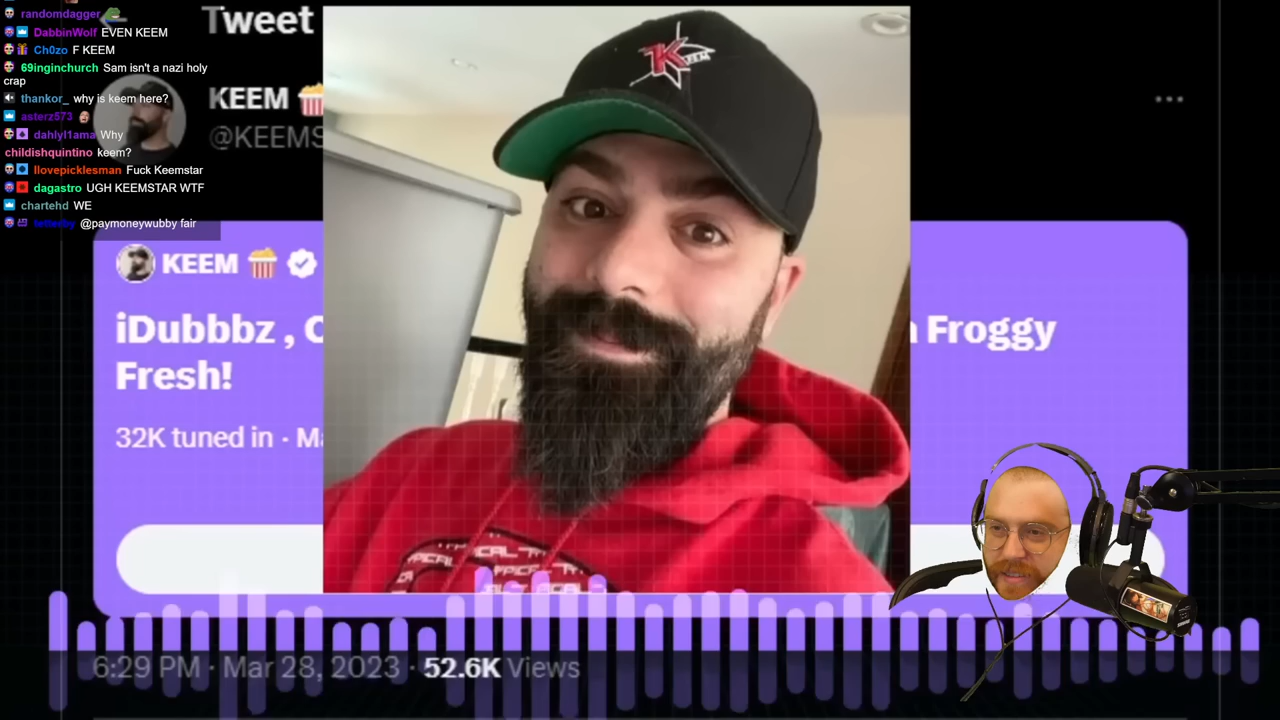 randomdagger
DabbinWolf EVEN KEEM
Ch0zo F KEEM
69inginchurch Sam isn't a nazi holy
crap
thankor_ why is keem here?
asterz573
dahlyl1ama Why
childishquintino keem?
Ilovepicklesman Fuck Keemstar
dagastro UGH KEEMSTAR WTF
chartehd WE
@paymoneywubby fair
Tweet
KEEM
@KEEMS
KEEM
iDubbbz , C
Froggy
Fresh!
32K tuned in · Ma
6:29 PM · Mar 28, 2023 · 52.6K Views
K